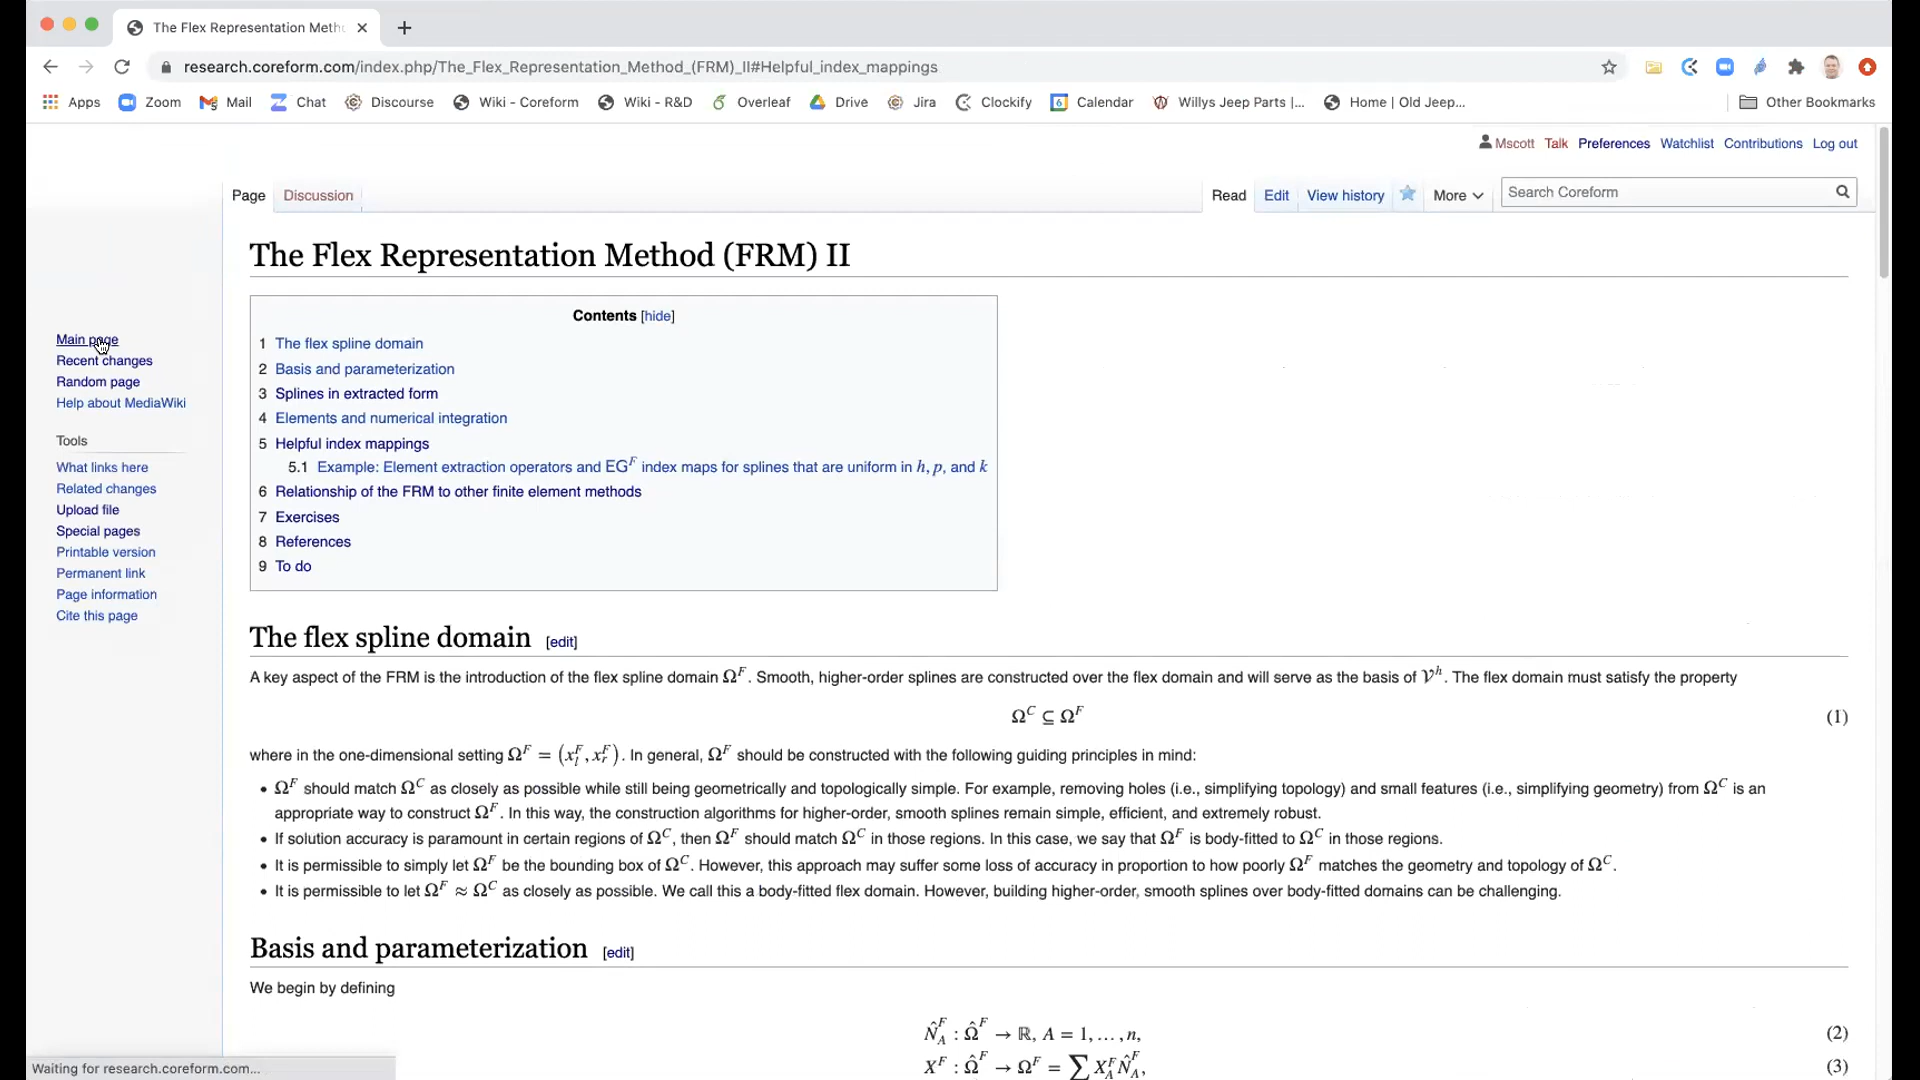 The Flex Representation Meth
research.coreform.com/index.php/The_Flex_Representation_Method_(FRM)_II#Helpful_index_mappings
Apps Zoom Mail Chat Discourse Wiki - Coreform Wiki - R&D Overleaf Drive Jira Clockify Calendar Willys Jeep Parts |... Home | Old Jeep... Other Bookmarks
Mscott Talk Preferences Watchlist Contributions Log out
Page Discussion Read Edit View history More Search Coreform
The Flex Representation Method (FRM) II
Contents [hide]
1 The flex spline domain
2 Basis and parameterization
3 Splines in extracted form
4 Elements and numerical integration
5 Helpful index mappings
5.1 Example: Element extraction operators and EG^F index maps for splines that are uniform in h, p, and k
6 Relationship of the FRM to other finite element methods
7 Exercises
8 References
9 To do
Main page
Recent changes
Random page
Help about MediaWiki
Tools
What links here
Related changes
Upload file
Special pages
Printable version
Permanent link
Page information
Cite this page
The flex spline domain [edit]
A key aspect of the FRM is the introduction of the flex spline domain Ω^F. Smooth, higher-order splines are constructed over the flex domain and will serve as the basis of 𝒱^h. The flex domain must satisfy the property
Ω^C ⊆ Ω^F (1)
where in the one-dimensional setting Ω^F = (x_l^F, x_r^F). In general, Ω^F should be constructed with the following guiding principles in mind:
• Ω^F should match Ω^C as closely as possible while still being geometrically and topologically simple. For example, removing holes (i.e., simplifying topology) and small features (i.e., simplifying geometry) from Ω^C is an
appropriate way to construct Ω^F. In this way, the construction algorithms for higher-order, smooth splines remain simple, efficient, and extremely robust.
• If solution accuracy is paramount in certain regions of Ω^C, then Ω^F should match Ω^C in those regions. In this case, we say that Ω^F is body-fitted to Ω^C in those regions.
• It is permissible to simply let Ω^F be the bounding box of Ω^C. However, this approach may suffer some loss of accuracy in proportion to how poorly Ω^F matches the geometry and topology of Ω^C.
• It is permissible to let Ω^F ≈ Ω^C as closely as possible. We call this a body-fitted flex domain. However, building higher-order, smooth splines over body-fitted domains can be challenging.
Basis and parameterization [edit]
We begin by defining
N̂_A^F : Ω̂^F → ℝ, A = 1, …, n, (2)
X^F : Ω̂^F → Ω^F = ∑ X_A^F N̂_A^F, (3)
Waiting for research.coreform.com...